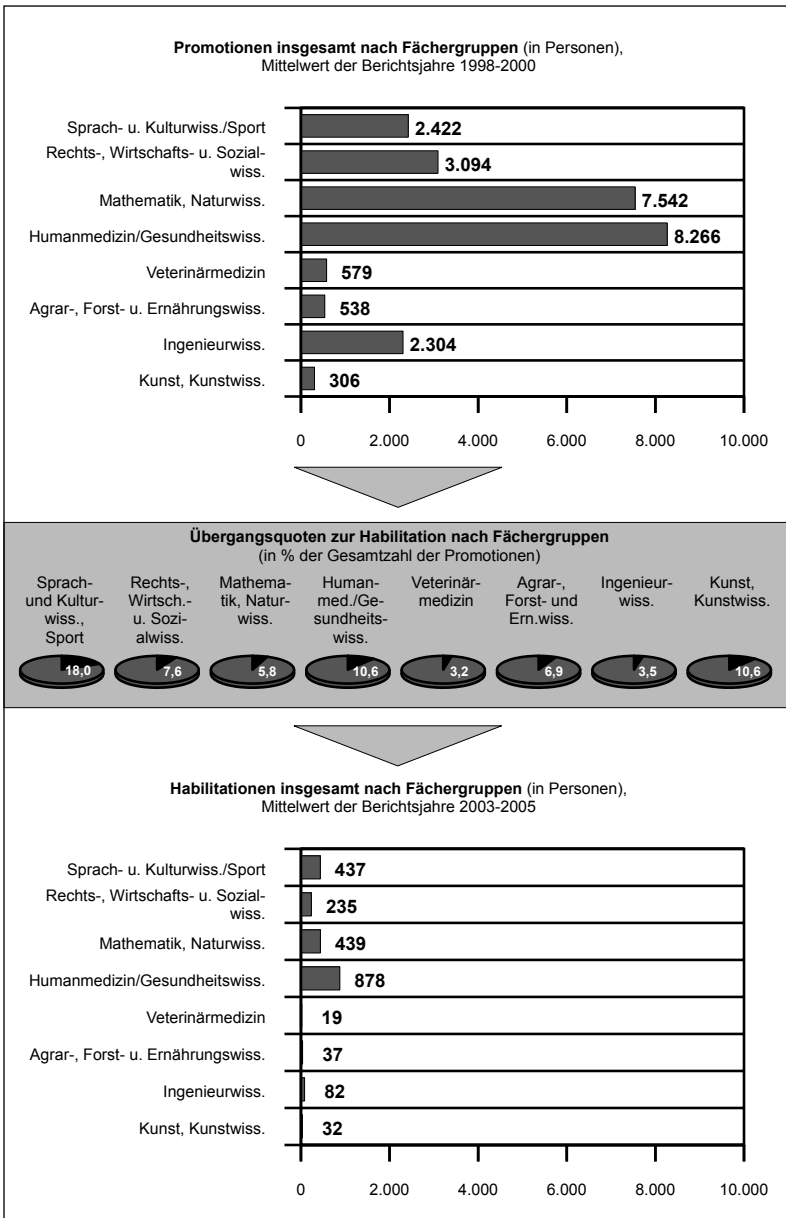 Promotionen insgesamt nach Fächergruppen (in Personen),
Mittelwert der Berichtsjahre 1998-2000
Sprach- u. Kulturwiss./Sport 2.422
Rechts-, Wirtschafts- u. Sozial-
wiss. 3.094
Mathematik, Naturwiss. 7.542
Humanmedizin/Gesundheitswiss. 8.266
Veterinärmedizin 579
Agrar-, Forst- u. Ernährungswiss. 538
Ingenieurwiss. 2.304
Kunst, Kunstwiss. 306
0 2.000 4.000 6.000 8.000 10.000
Übergangsquoten zur Habilitation nach Fächergruppen
(in % der Gesamtzahl der Promotionen)
Sprach-
und Kultur-
wiss.,
Sport
Rechts-,
Wirtsch.-
u. Sozi-
alwiss.
Mathema-
tik, Natur-
wiss.
Human-
med./Ge-
sundheits-
wiss.
Veterinär-
medizin
Agrar-,
Forst- und
Ern.wiss.
Ingenieur-
wiss.
Kunst,
Kunstwiss.
18,0 7,6 5,8 10,6 3,2 6,9 3,5 10,6
Habilitationen insgesamt nach Fächergruppen (in Personen),
Mittelwert der Berichtsjahre 2003-2005
Sprach- u. Kulturwiss./Sport 437
Rechts-, Wirtschafts- u. Sozial-
wiss. 235
Mathematik, Naturwiss. 439
Humanmedizin/Gesundheitswiss. 878
Veterinärmedizin 19
Agrar-, Forst- u. Ernährungswiss. 37
Ingenieurwiss. 82
Kunst, Kunstwiss. 32
0 2.000 4.000 6.000 8.000 10.000